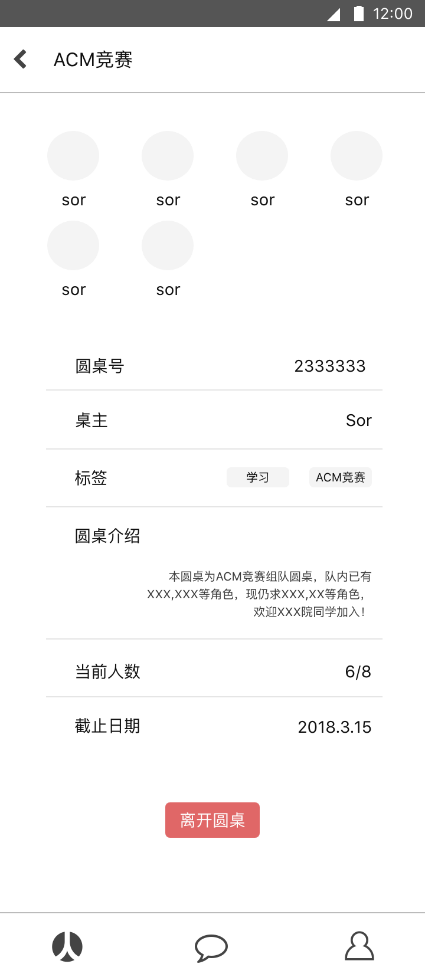 12:00
ACM竞赛
sor sor sor sor
sor sor
圆桌号 2333333
桌主 Sor
标签 学习 ACM竞赛
圆桌介绍
本圆桌为ACM竞赛组队圆桌，队内已有
XXX,XXX等角色，现仍求XXX,XX等角色，
欢迎XXX院同学加入！
当前人数 6/8
截止日期 2018.3.15
离开圆桌